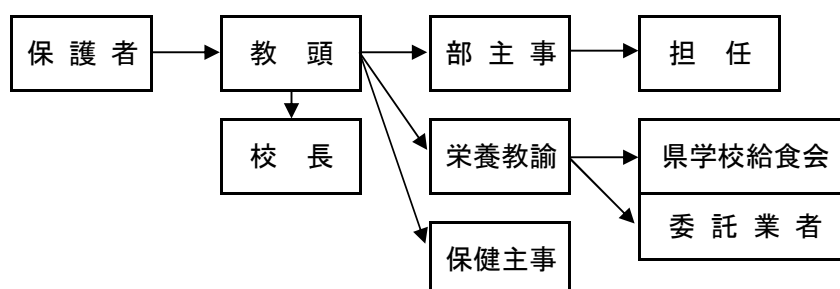 保護者
教頭
部主事
担任
校長
栄養教諭
県学校給食会
委託業者
保健主事